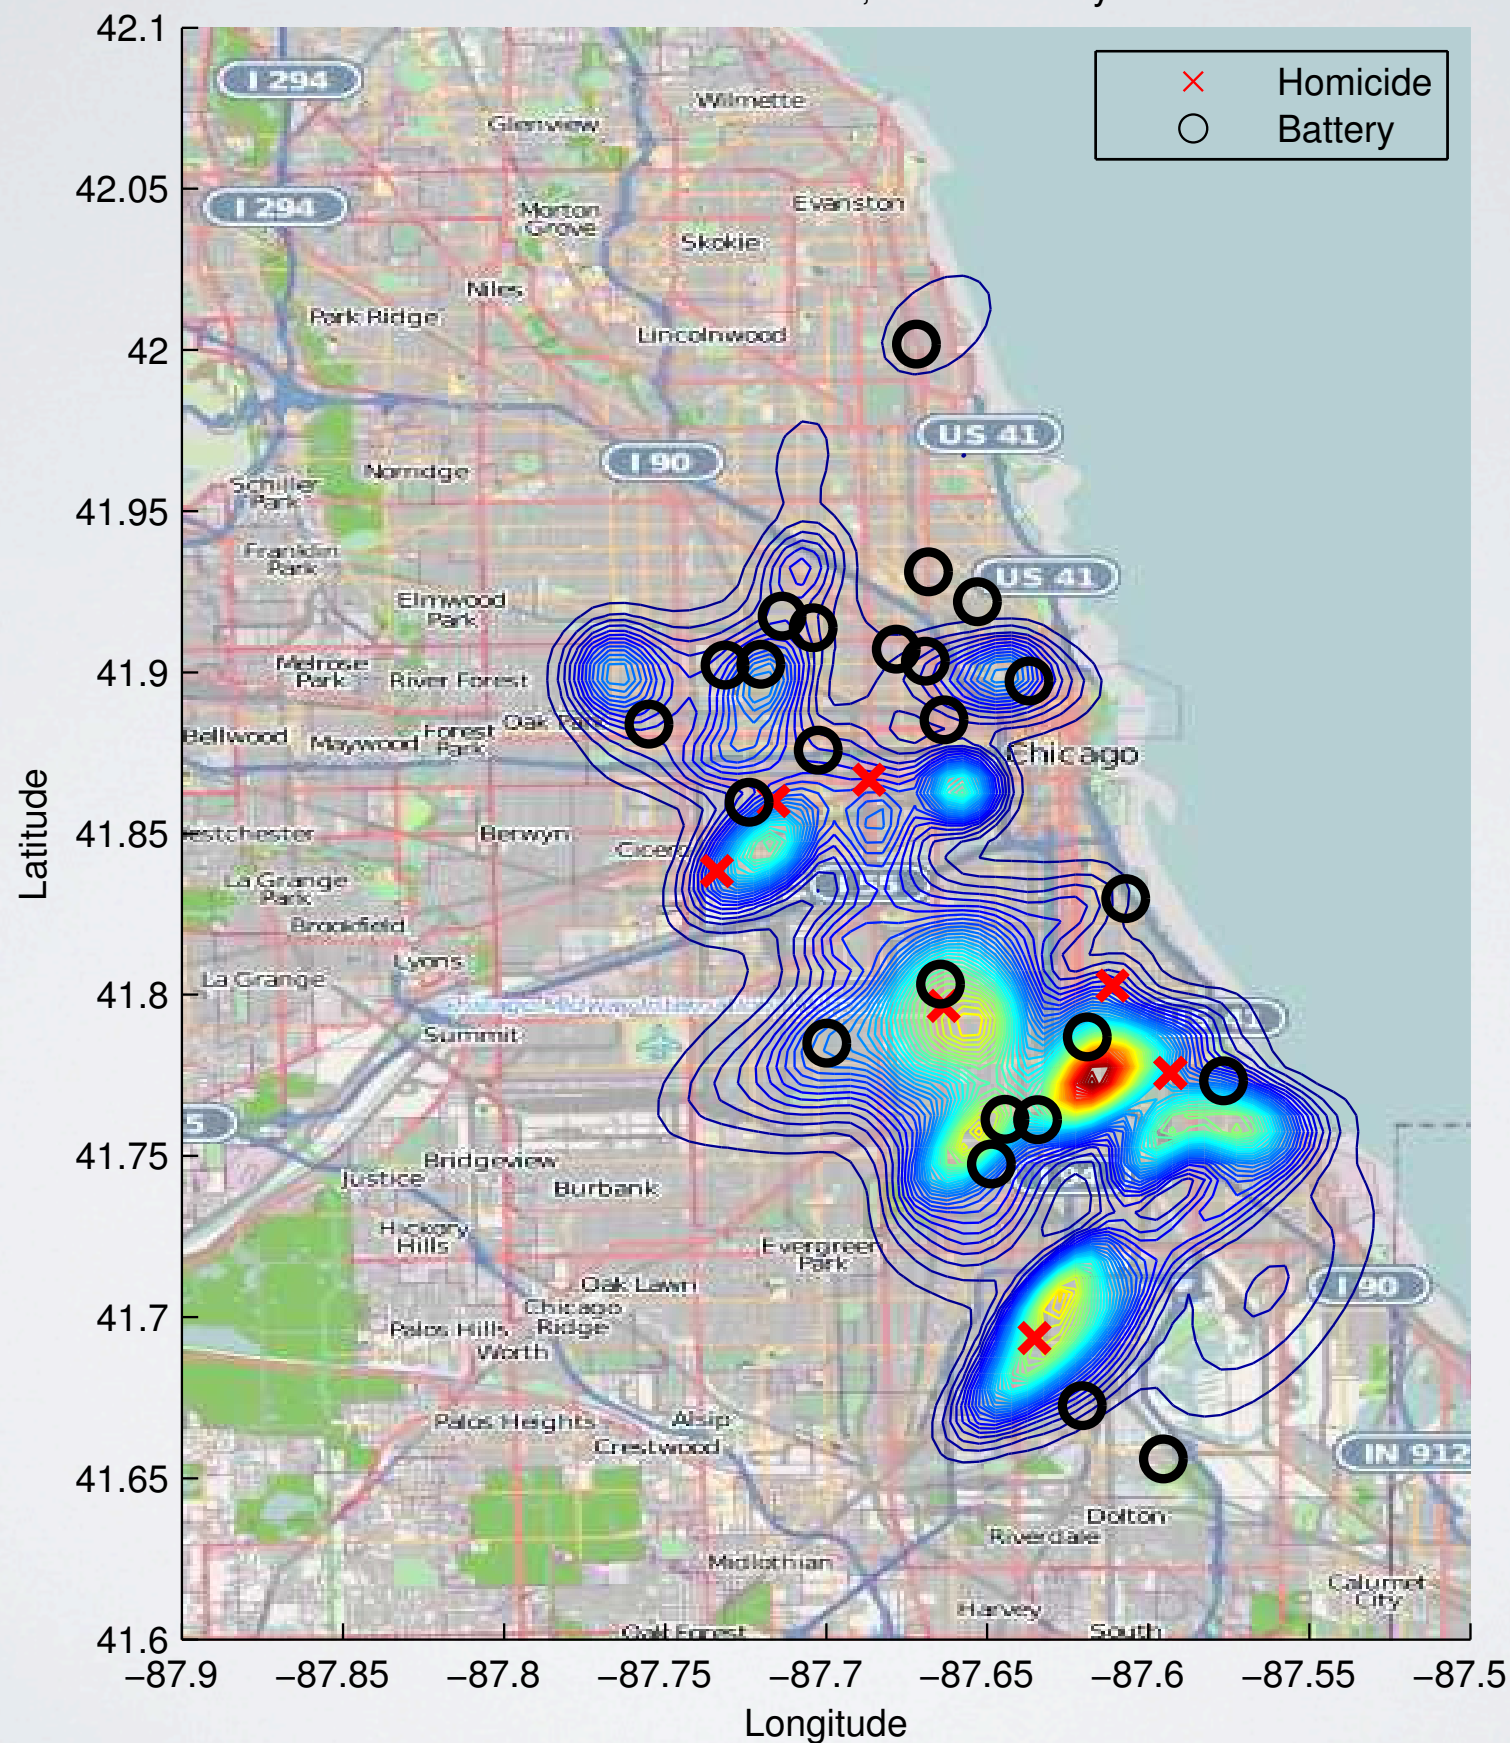 42.1
42.05
42
41.95
41.9
41.85
41.8
41.75
41.7
41.65
41.6
Latitude
−87.9
−87.85
−87.8
−87.75
−87.7
−87.65
−87.6
−87.55
−87.5
Longitude
Homicide
Battery
I 294
Wilmette
Glenview
I 294
Evanston
Morton
Grove
Skokie
Niles
Park Ridge
Lincolnwood
US 41
I 90
Norridge
Schiller
Park
Franklin
Park
US 41
Elmwood
Park
Melrose
Park
River Forest
Oak Park
Bellwood
Maywood
Forest
Park
Chicago
estchester
Berwyn
Cicero
La Grange
Park
Brookfield
Lyons
La Grange
Summit
5
Bridgeview
Justice
Burbank
Hickory
Hills
Evergreen
Park
Oak Lawn
Chicago
Ridge
Palos Hills
Worth
I 90
Palos Heights
Alsip
Crestwood
IN 912
Dolton
Riverdale
Midlothian
Calumet
City
Harvey
Oak Forest
South